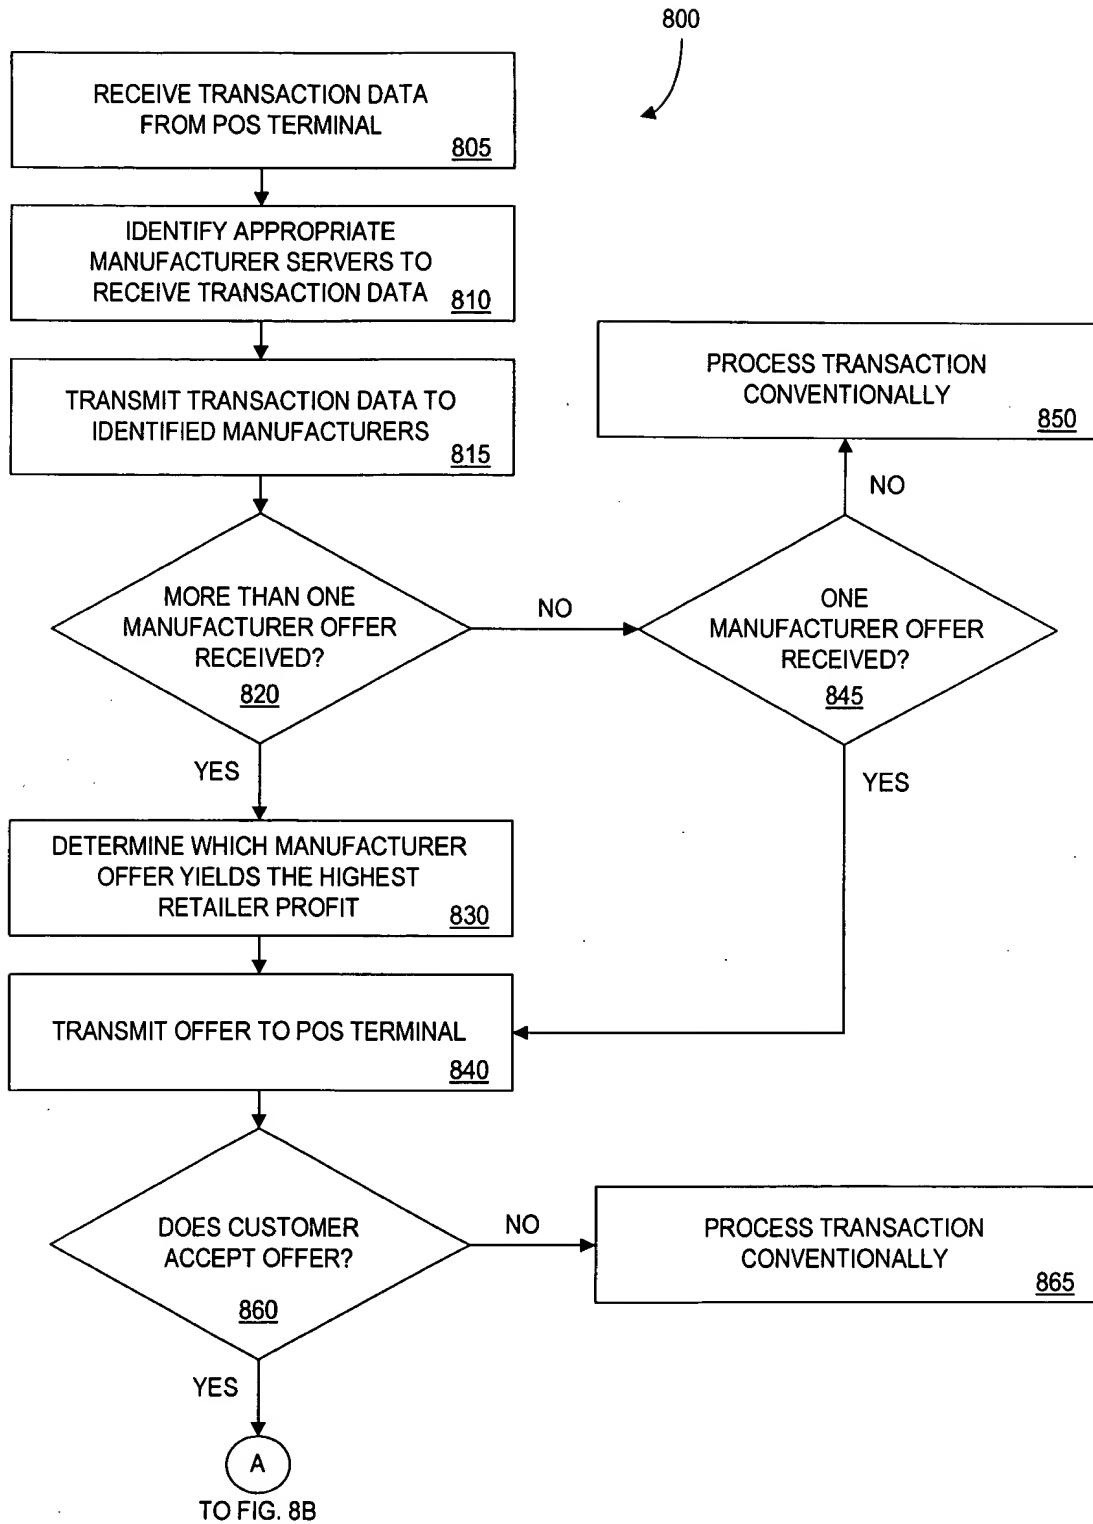 800
RECEIVE TRANSACTION DATA
FROM POS TERMINAL
805
IDENTIFY APPROPRIATE
MANUFACTURER SERVERS TO
RECEIVE TRANSACTION DATA
810
TRANSMIT TRANSACTION DATA TO
IDENTIFIED MANUFACTURERS
815
PROCESS TRANSACTION
CONVENTIONALLY
850
NO
MORE THAN ONE
MANUFACTURER OFFER
RECEIVED?
820
NO
ONE
MANUFACTURER OFFER
RECEIVED?
845
YES
YES
DETERMINE WHICH MANUFACTURER
OFFER YIELDS THE HIGHEST
RETAILER PROFIT
830
TRANSMIT OFFER TO POS TERMINAL
840
DOES CUSTOMER
ACCEPT OFFER?
860
NO
PROCESS TRANSACTION
CONVENTIONALLY
865
YES
A
TO FIG. 8B